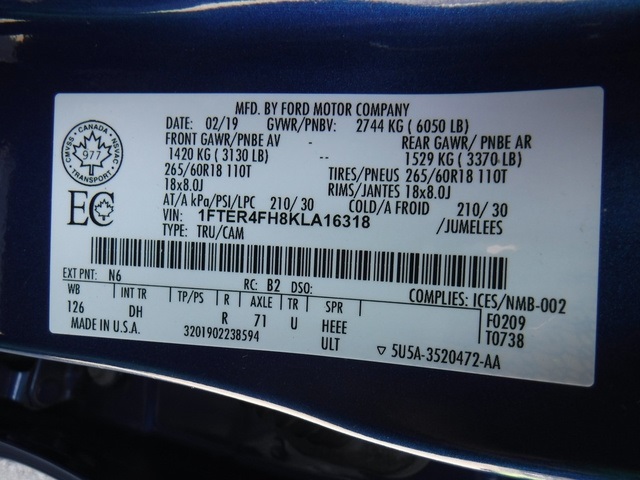 MFD. BY FORD MOTOR COMPANY
DATE: 02/19 GVWR/PNBV: 2744 KG ( 6050 LB)
FRONT GAWR/PNBE AV REAR GAWR/ PNBE AR
1420 KG ( 3130 LB) -- 1529 KG ( 3370 LB)
265/60R18 110T TIRES/PNEUS 265/60R18 110T
18x8.0J -- RIMS/JANTES 18x8.0J
AT/A kPa/PSI/LPC 210/ 30 COLD/A FROID 210/ 30
VIN: 1FTER4FH8KLA16318 /JUMELEES
TYPE: TRU/CAM
CANADA
CMVSS NSVAC
977
TRANSPORT
EC
EXT PNT: N6 RC: B2 DSO: COMPLIES: ICES/NMB-002
WB INT TR TP/PS R AXLE TR SPR F0209
126 DH R 71 U HEEE T0738
MADE IN U.S.A. 3201902238594 ULT ▽ 5U5A-3520472-AA